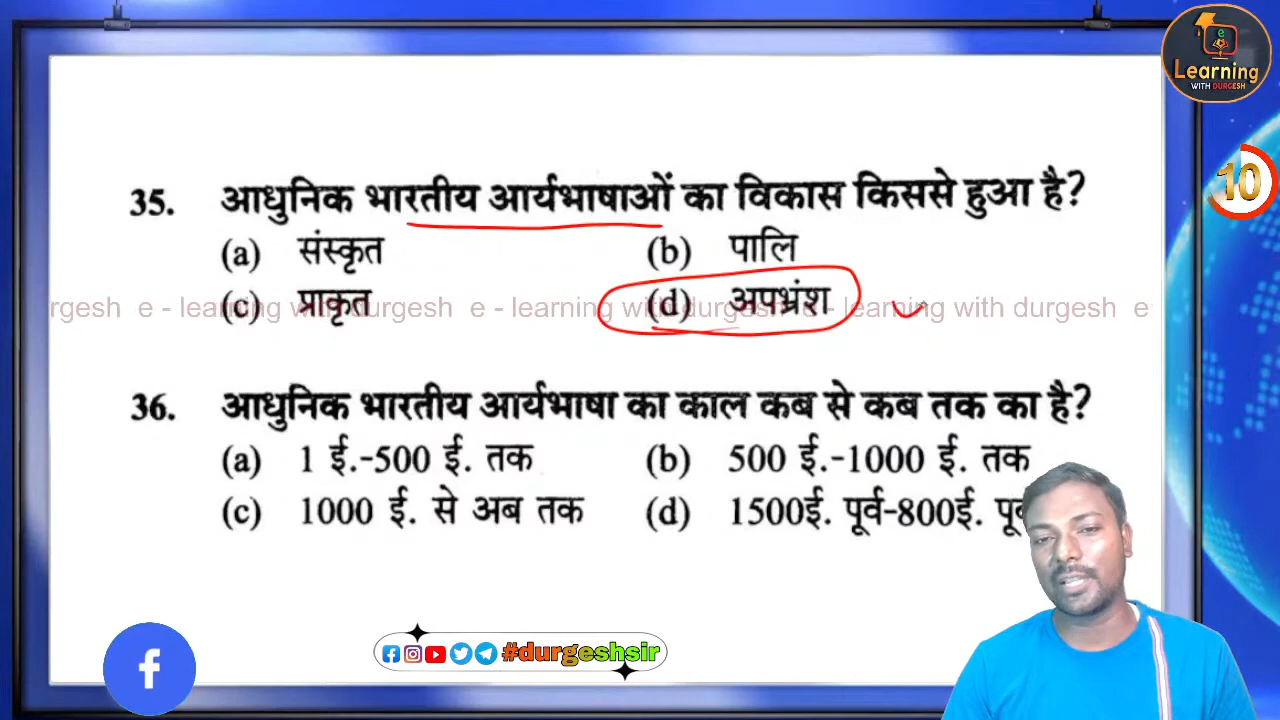 e
Learning
WITH DURGESH
10
35. आधुनिक भारतीय आर्यभाषाओं का विकास किससे हुआ है?
(a) संस्कृत (b) पालि
(c) प्राकृत (d) अपभ्रंश
rgesh e - learning with durgesh e - learning with durgesh e - learning with durgesh e
36. आधुनिक भारतीय आर्यभाषा का काल कब से कब तक का है?
(a) 1 ई.-500 ई. तक (b) 500 ई.-1000 ई. तक
(c) 1000 ई. से अब तक (d) 1500ई. पूर्व-800ई.
#durgeshsir